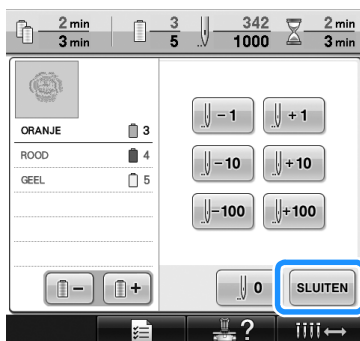 2 min 3 342 2 min
3 min 5 1000 3 min
ORANJE 3
ROOD 4
GEEL 5
-1 +1
-10 +10
-100 +100
- + 0 SLUITEN
?